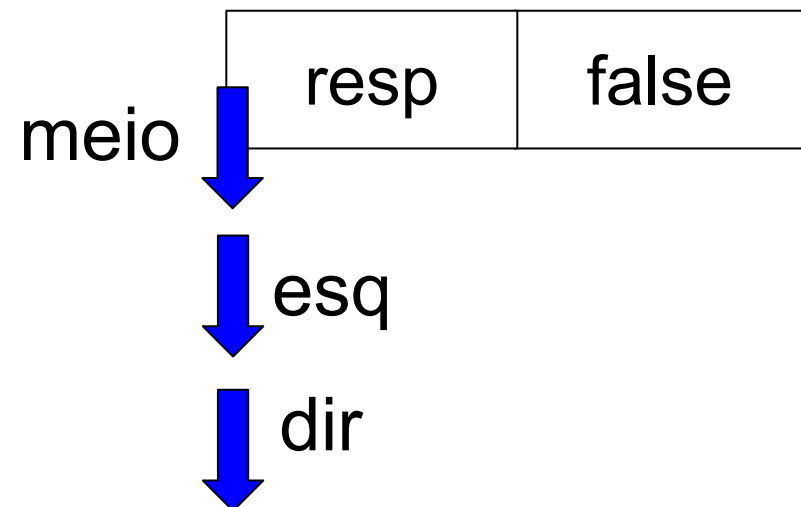 resp false
meio
esq
dir